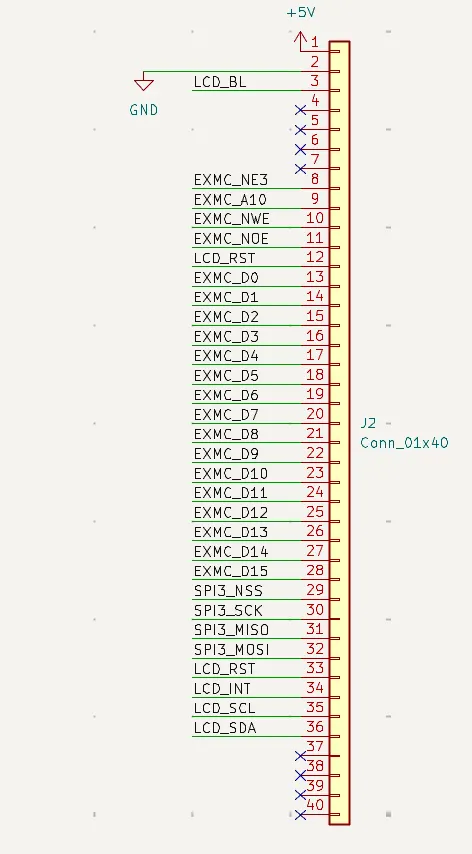 +5V
1
2
LCD_BL 3
GND
4
5
6
7
EXMC_NE3 8
EXMC_A10 9
EXMC_NWE 10
EXMC_NOE 11
LCD_RST 12
EXMC_D0 13
EXMC_D1 14
EXMC_D2 15
EXMC_D3 16
EXMC_D4 17
EXMC_D5 18
EXMC_D6 19
EXMC_D7 20
EXMC_D8 21
J2
Conn_01x40
EXMC_D9 22
EXMC_D10 23
EXMC_D11 24
EXMC_D12 25
EXMC_D13 26
EXMC_D14 27
EXMC_D15 28
SPI3_NSS 29
SPI3_SCK 30
SPI3_MISO 31
SPI3_MOSI 32
LCD_RST 33
LCD_INT 34
LCD_SCL 35
LCD_SDA 36
37
38
39
40